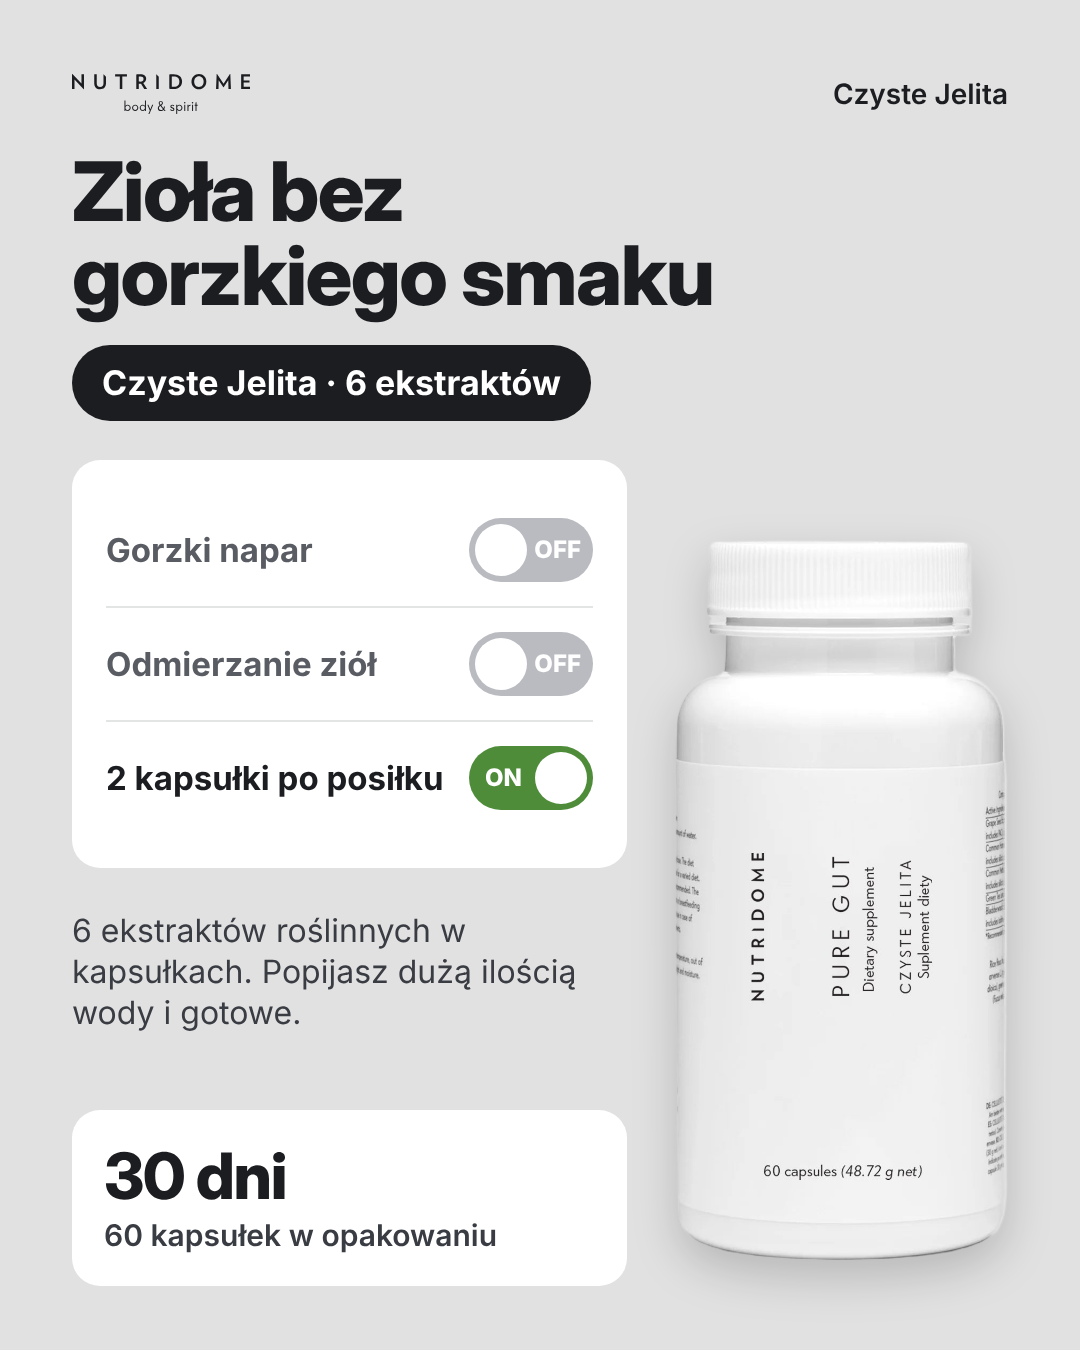 NUTRIDOME
body & spirit
Czyste Jelita
Zioła bez
gorzkiego smaku
Czyste Jelita · 6 ekstraktów
Gorzki napar
OFF
Odmierzanie ziół
OFF
2 kapsułki po posiłku
ON
6 ekstraktów roślinnych w
kapsułkach. Popijasz dużą ilością
wody i gotowe.
30 dni
60 kapsułek w opakowaniu
NUTRIDOME
PURE GUT
Dietary supplement
CZYSTE JELITA
Suplement diety
60 capsules (48.72 g net)